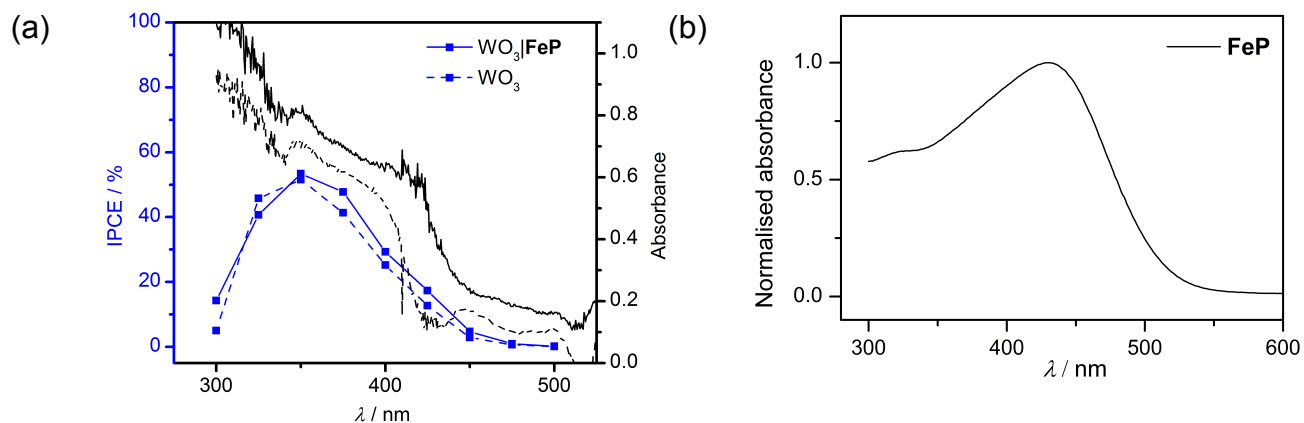 (a)
100
80
60
40
20
0
IPCE / %
WO3|FeP
WO3
1.0
0.8
0.6
0.4
0.2
0.0
Absorbance
300
400
500
λ / nm
(b)
FeP
1.0
0.5
0.0
Normalised absorbance
300
400
500
600
λ / nm